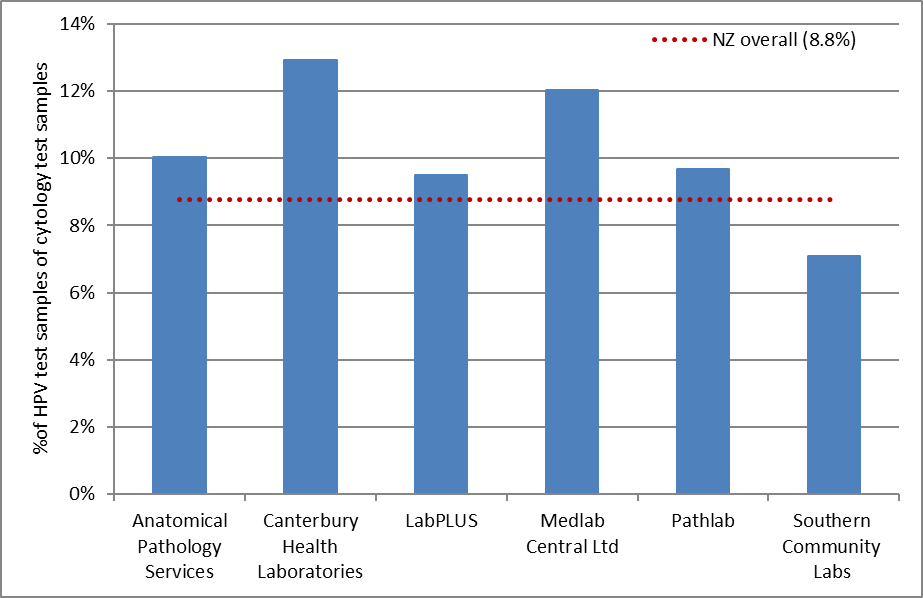 14%
NZ overall (8.8%)
12%
10%
8%
6%
4%
2%
0%
%of HPV test samples of cytology test samples
Anatomical
Pathology
Services
Canterbury
Health
Laboratories
LabPLUS
Medlab
Central Ltd
Pathlab
Southern
Community
Labs